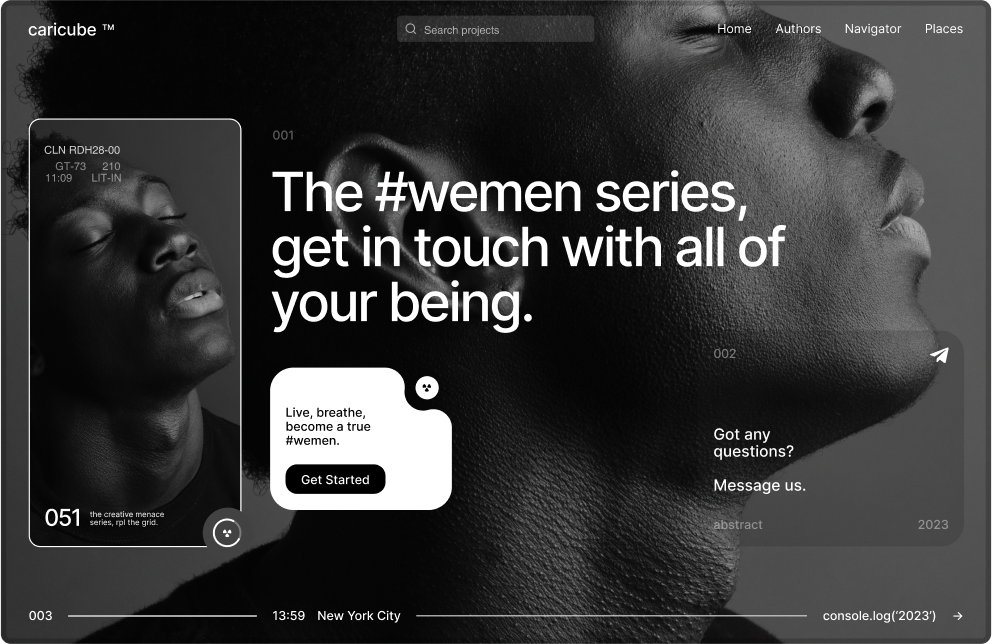 caricube ™
Search projects
Home Authors Navigator Places
CLN RDH28-00
GT-73 210
11:09 LIT-IN
051
the creative menace
series, rpl the grid.
001
The #wemen series,
get in touch with all of
your being.
Live, breathe,
become a true
#wemen.
Get Started
002
Got any
questions?
Message us.
abstract 2023
003
13:59 New York City
console.log('2023')